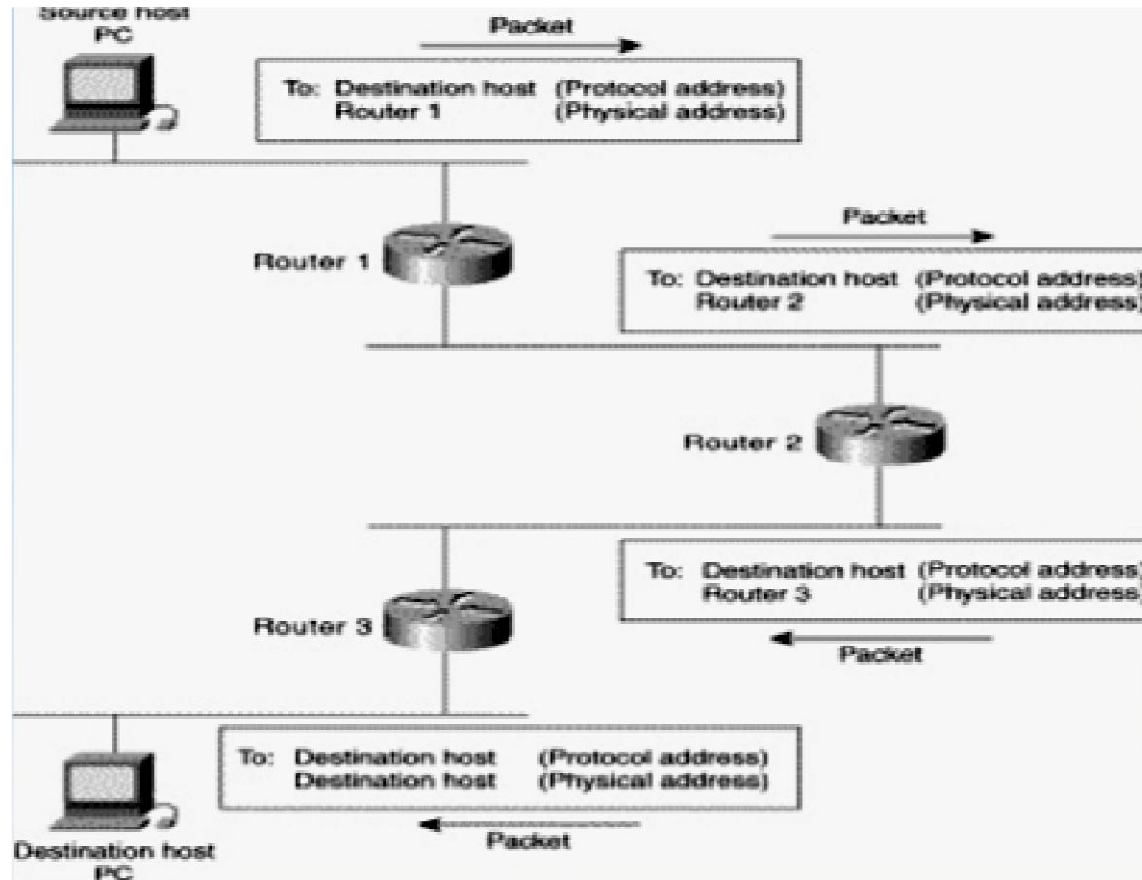 Source host
PC
Packet
To: Destination host (Protocol address)
Router 1 (Physical address)
Router 1
Packet
To: Destination host (Protocol address)
Router 2 (Physical address)
Router 2
To: Destination host (Protocol address)
Router 3 (Physical address)
Packet
Router 3
To: Destination host (Protocol address)
Destination host (Physical address)
Packet
Destination host
PC